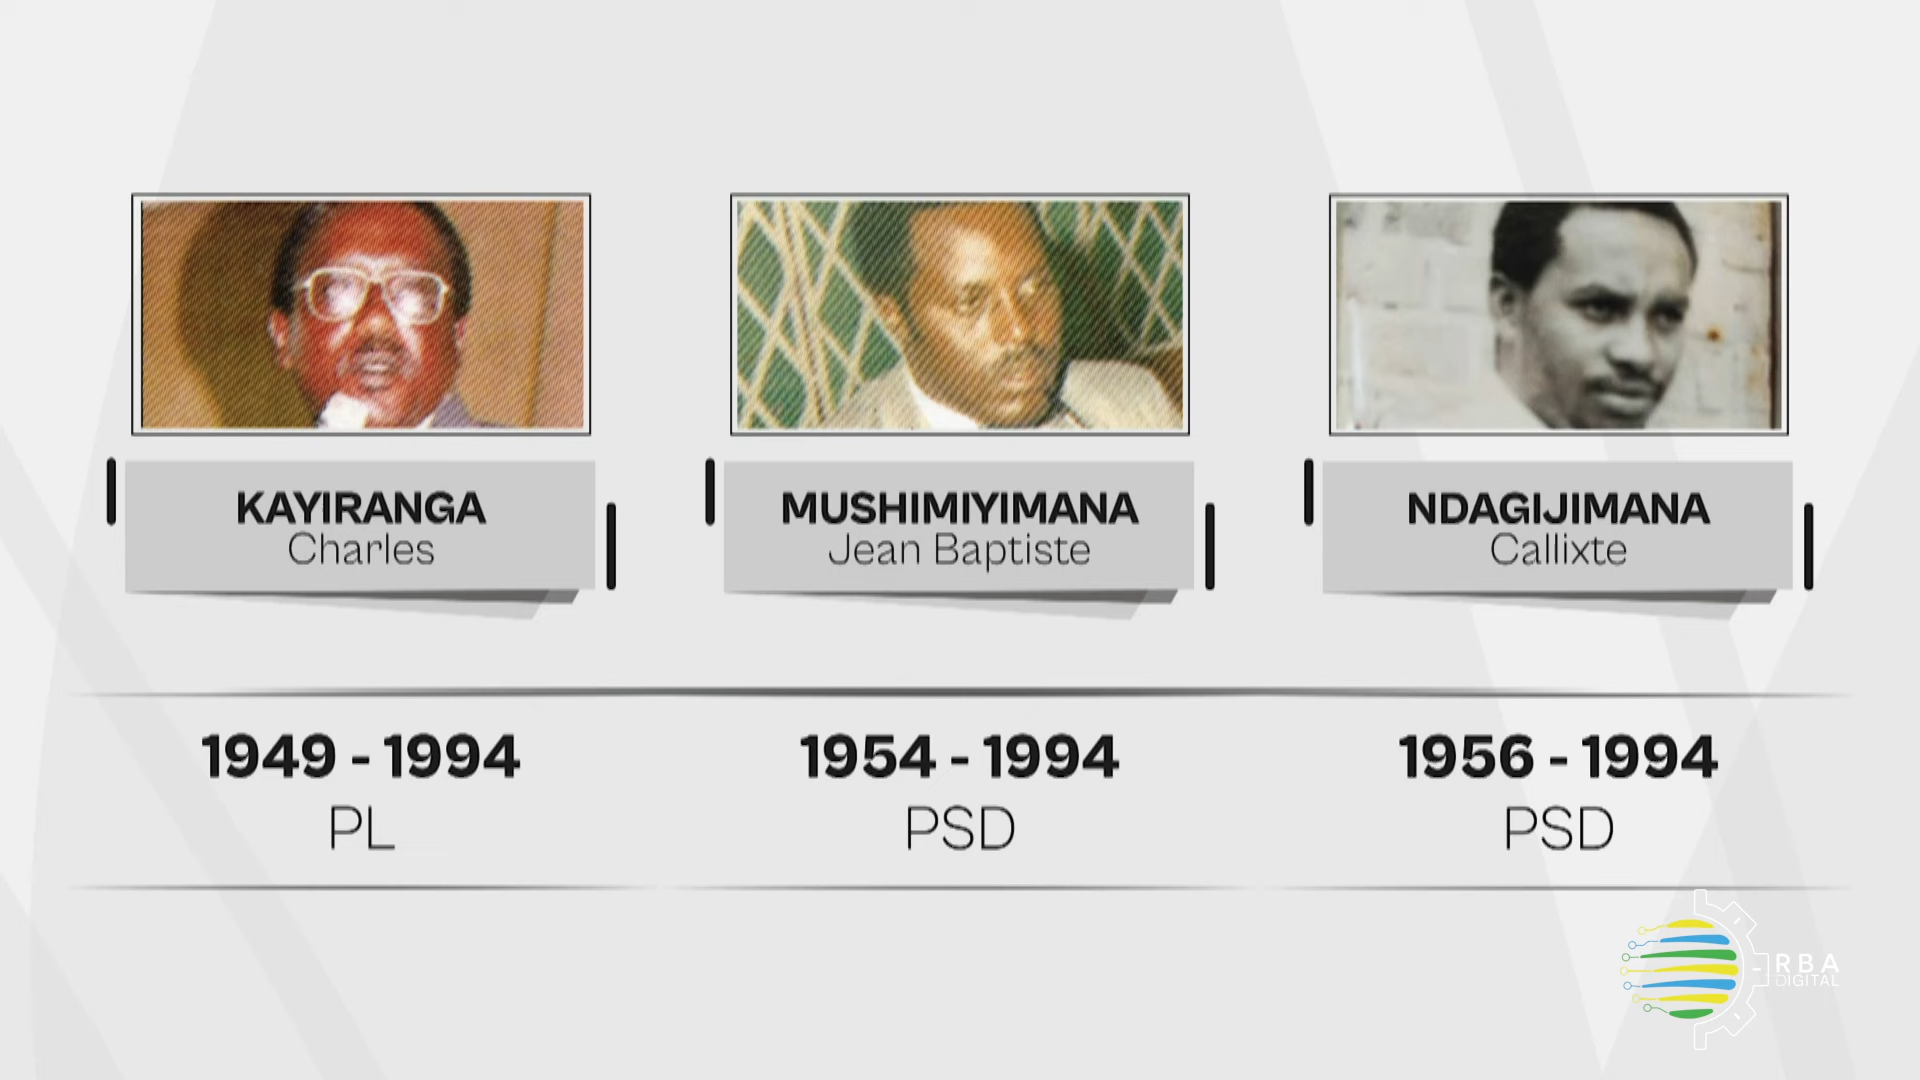 KAYIRANGA
Charles
MUSHIMIYIMANA
Jean Baptiste
NDAGIJIMANA
Callixte
1949 - 1994
PL
1954 - 1994
PSD
1956 - 1994
PSD
RBA
DIGITAL